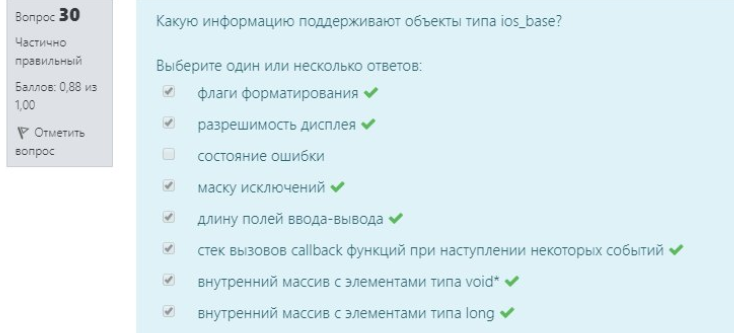 Вопрос 30
Частично
правильный
Баллов: 0,88 из
1,00
Отметить
вопрос
Какую информацию поддерживают объекты типа ios_base?
Выберите один или несколько ответов:
флаги форматирования
разрешимость дисплея
состояние ошибки
маску исключений
длину полей ввода-вывода
стек вызовов callback функций при наступлении некоторых событий
внутренний массив с элементами типа void*
внутренний массив с элементами типа long